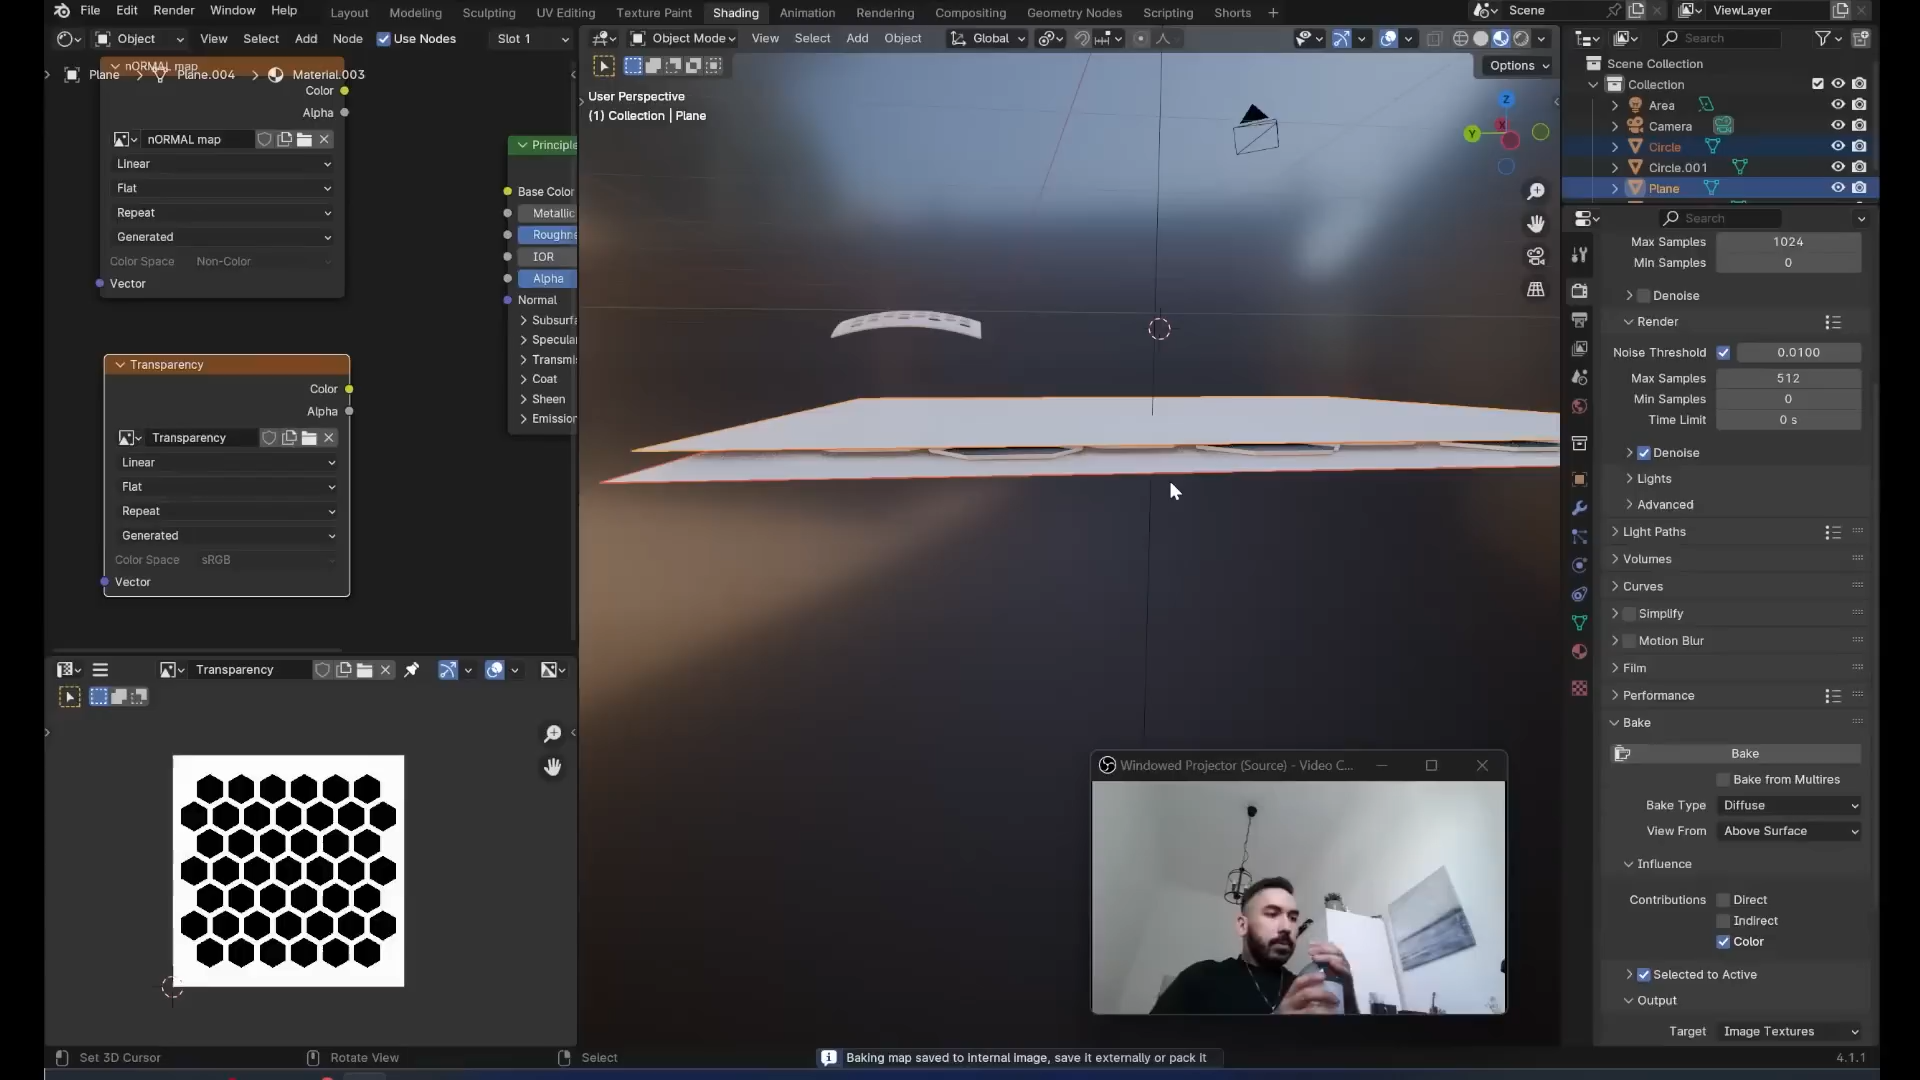 File Edit Render Window Help Layout Modeling Sculpting UV Editing Texture Paint Shading Animation Rendering Compositing Geometry Nodes Scripting Shorts + Scene ViewLayer
Object View Select Add Node Use Nodes Slot 1 Object Mode View Select Add Object Global Search
Options
Plane Plane.004 Material.003
nORMAL map
Color
Alpha
nORMAL map
Linear
Flat
Repeat
Generated
Color Space Non-Color
Vector
Principle
Base Color
Metallic
Roughne
IOR
Alpha
Normal
Subsurfa
Specular
Transmi
Coat
Sheen
Emission
Transparency
Color
Alpha
Transparency
Linear
Flat
Repeat
Generated
Color Space sRGB
Vector
Transparency
User Perspective
(1) Collection | Plane
Z
Y
X
Scene Collection
Collection
Area
Camera
Circle
Circle.001
Plane
Search
Max Samples 1024
Min Samples 0
Denoise
Render
Noise Threshold 0.0100
Max Samples 512
Min Samples 0
Time Limit 0 s
Denoise
Lights
Advanced
Light Paths
Volumes
Curves
Simplify
Motion Blur
Film
Performance
Bake
Bake
Bake from Multires
Bake Type Diffuse
View From Above Surface
Influence
Contributions Direct
Indirect
Color
Selected to Active
Output
Target Image Textures
Windowed Projector (Source) - Video C...
Set 3D Cursor Rotate View Select Baking map saved to internal image, save it externally or pack it 4.1.1